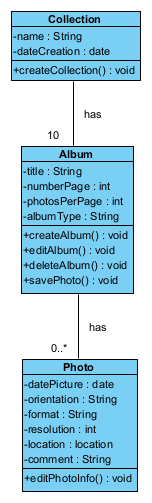 Collection
-name : String
-dateCreation : date
+createCollection() : void
has
10
Album
-title : String
-numberPage : int
-photosPerPage : int
-albumType : String
+createAlbum() : void
+editAlbum() : void
+deleteAlbum() : void
+savePhoto() : void
has
0..*
Photo
-datePicture : date
-orientation : String
-format : String
-resolution : int
-location : location
-comment : String
+editPhotoInfo() : void